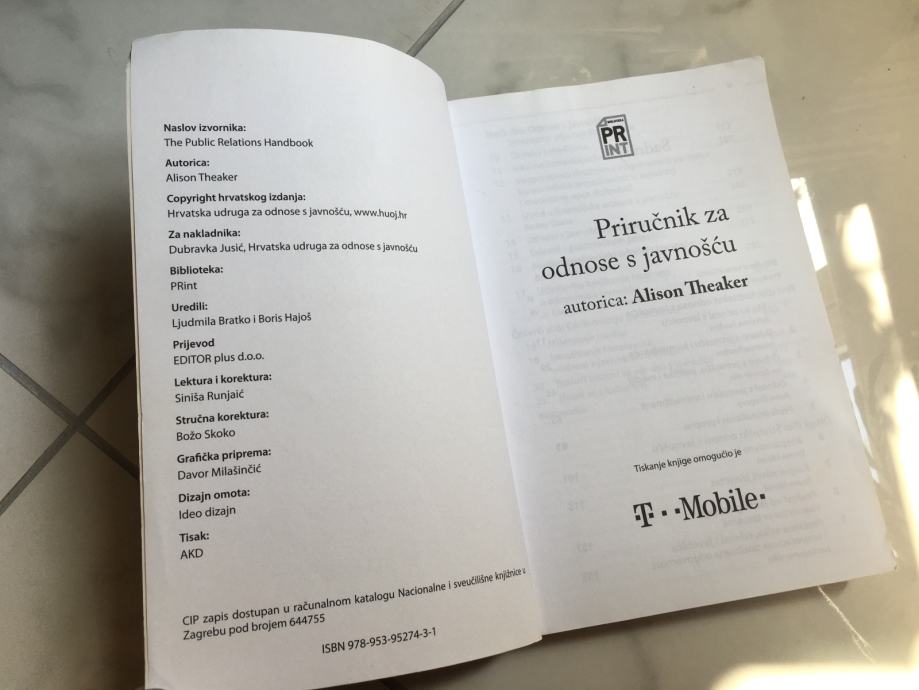 Naslov izvornika:
The Public Relations Handbook
Autorica:
Alison Theaker
Copyright hrvatskog izdanja:
Hrvatska udruga za odnose s javnošću, www.huoj.hr
Za nakladnika:
Dubravka Jusić, Hrvatska udruga za odnose s javnošću
Biblioteka:
PRint
Uredili:
Ljudmila Bratko i Boris Hajoš
Prijevod
EDITOR plus d.o.o.
Lektura i korektura:
Siniša Runjaić
Stručna korektura:
Božo Skoko
Grafička priprema:
Davor Milašinčić
Dizajn omota:
Ideo dizajn
Tisak:
AKD
CIP zapis dostupan u računalnom katalogu Nacionalne i sveučilišne knjižnice u
Zagrebu pod brojem 644755
ISBN 978-953-95274-3-1
BIBLIOTEKA
PR
INT
Priručnik za
odnose s javnošću
autorica: Alison Theaker
Tiskanje knjige omogućio je
T··Mobile·